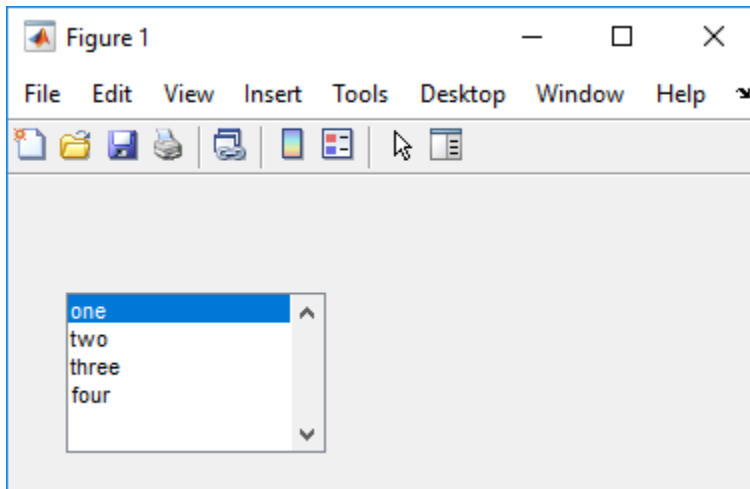 Figure 1
File Edit View Insert Tools Desktop Window Help
one
two
three
four